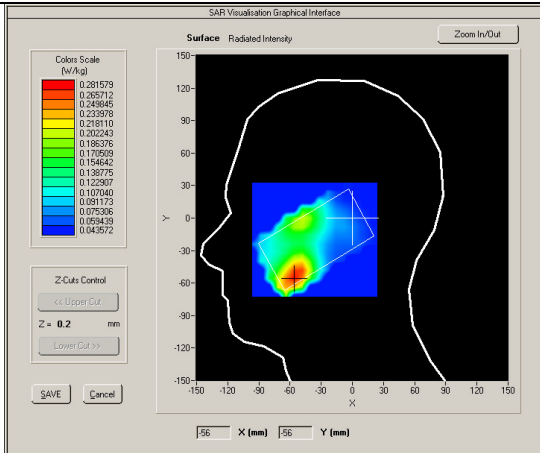 SAR Visualisation Graphical Interface
Surface Radiated Intensity
Zoom In/Out
Colors Scale
(W/kg)
0.281579
0.265712
0.249845
0.233978
0.218110
0.202243
0.186376
0.170509
0.154642
0.138775
0.122907
0.107040
0.091173
0.075306
0.059439
0.043572
Z-Cuts Control
<< Upper Cut
Z = 0.2 mm
Lower Cut >>
SAVE Cancel
150
120
90
60
30
0
-30
-60
-90
-120
-150
Y
-150 -120 -90 -60 -30 0 30 60 90 120 150
X
-56 X (mm) -56 Y (mm)